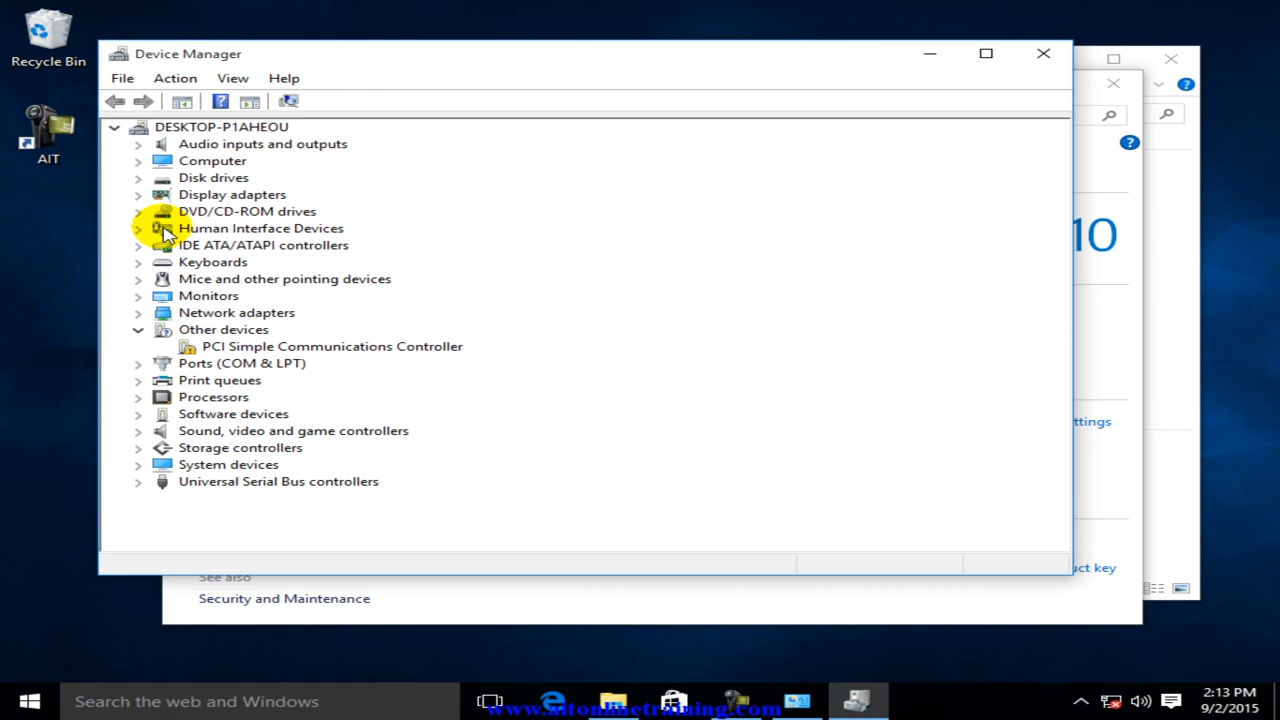 Recycle Bin
AIT
Device Manager
File Action View Help
DESKTOP-P1AHEOU
Audio inputs and outputs
Computer
Disk drives
Display adapters
DVD/CD-ROM drives
Human Interface Devices
IDE ATA/ATAPI controllers
Keyboards
Mice and other pointing devices
Monitors
Network adapters
Other devices
PCI Simple Communications Controller
Ports (COM & LPT)
Print queues
Processors
Software devices
Sound, video and game controllers
Storage controllers
System devices
Universal Serial Bus controllers
10
ttings
uct key
See also
Security and Maintenance
Search the web and Windows
www.aitonlinetraining.com
2:13 PM
9/2/2015